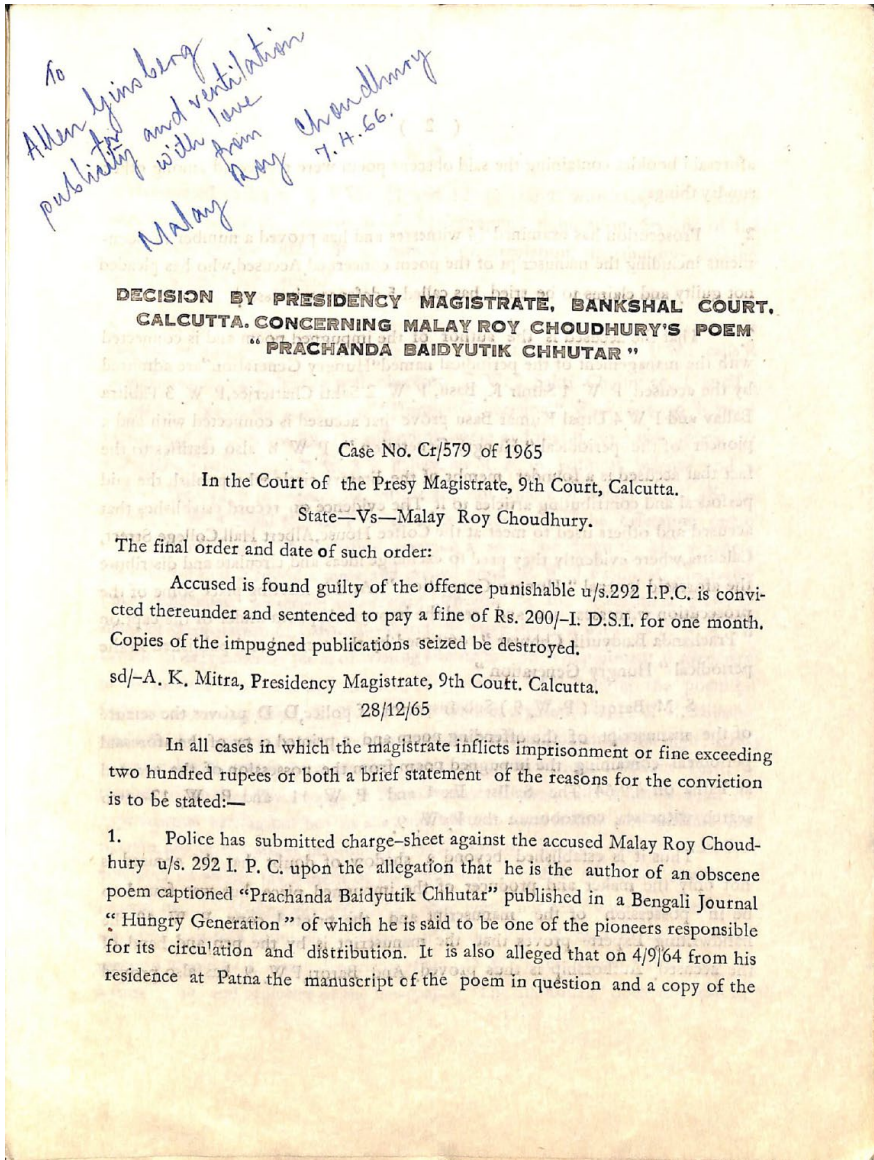 To
Allen Ginsberg
for
publicity and ventilation
with love
from
Malay Roy Choudhury
7.4.66.
DECISION BY PRESIDENCY MAGISTRATE, BANKSHAL COURT,
CALCUTTA. CONCERNING MALAY ROY CHOUDHURY'S POEM
“ PRACHANDA BAIDYUTIK CHHUTAR ”
Case No. Cr/579 of 1965
In the Court of the Presy Magistrate, 9th Court, Calcutta.
State—Vs—Malay Roy Choudhury.
The final order and date of such order:
Accused is found guilty of the offence punishable u/s.292 I.P.C. is convi-
cted thereunder and sentenced to pay a fine of Rs. 200/–I. D.S.I. for one month.
Copies of the impugned publications seized be destroyed.
sd/–A. K. Mitra, Presidency Magistrate, 9th Court. Calcutta.
28/12/65
In all cases in which the magistrate inflicts imprisonment or fine exceeding
two hundred rupees or both a brief statement of the reasons for the conviction
is to be stated:—
1. Police has submitted charge–sheet against the accused Malay Roy Choud-
hury u/s. 292 I. P. C. upon the allegation that he is the author of an obscene
poem captioned “Prachanda Baidyutik Chhutar” published in a Bengali Journal
“ Hungry Generation ” of which he is said to be one of the pioneers responsible
for its circulation and distribution. It is also alleged that on 4/9/64 from his
residence at Patna the manuscript of the poem in question and a copy of the